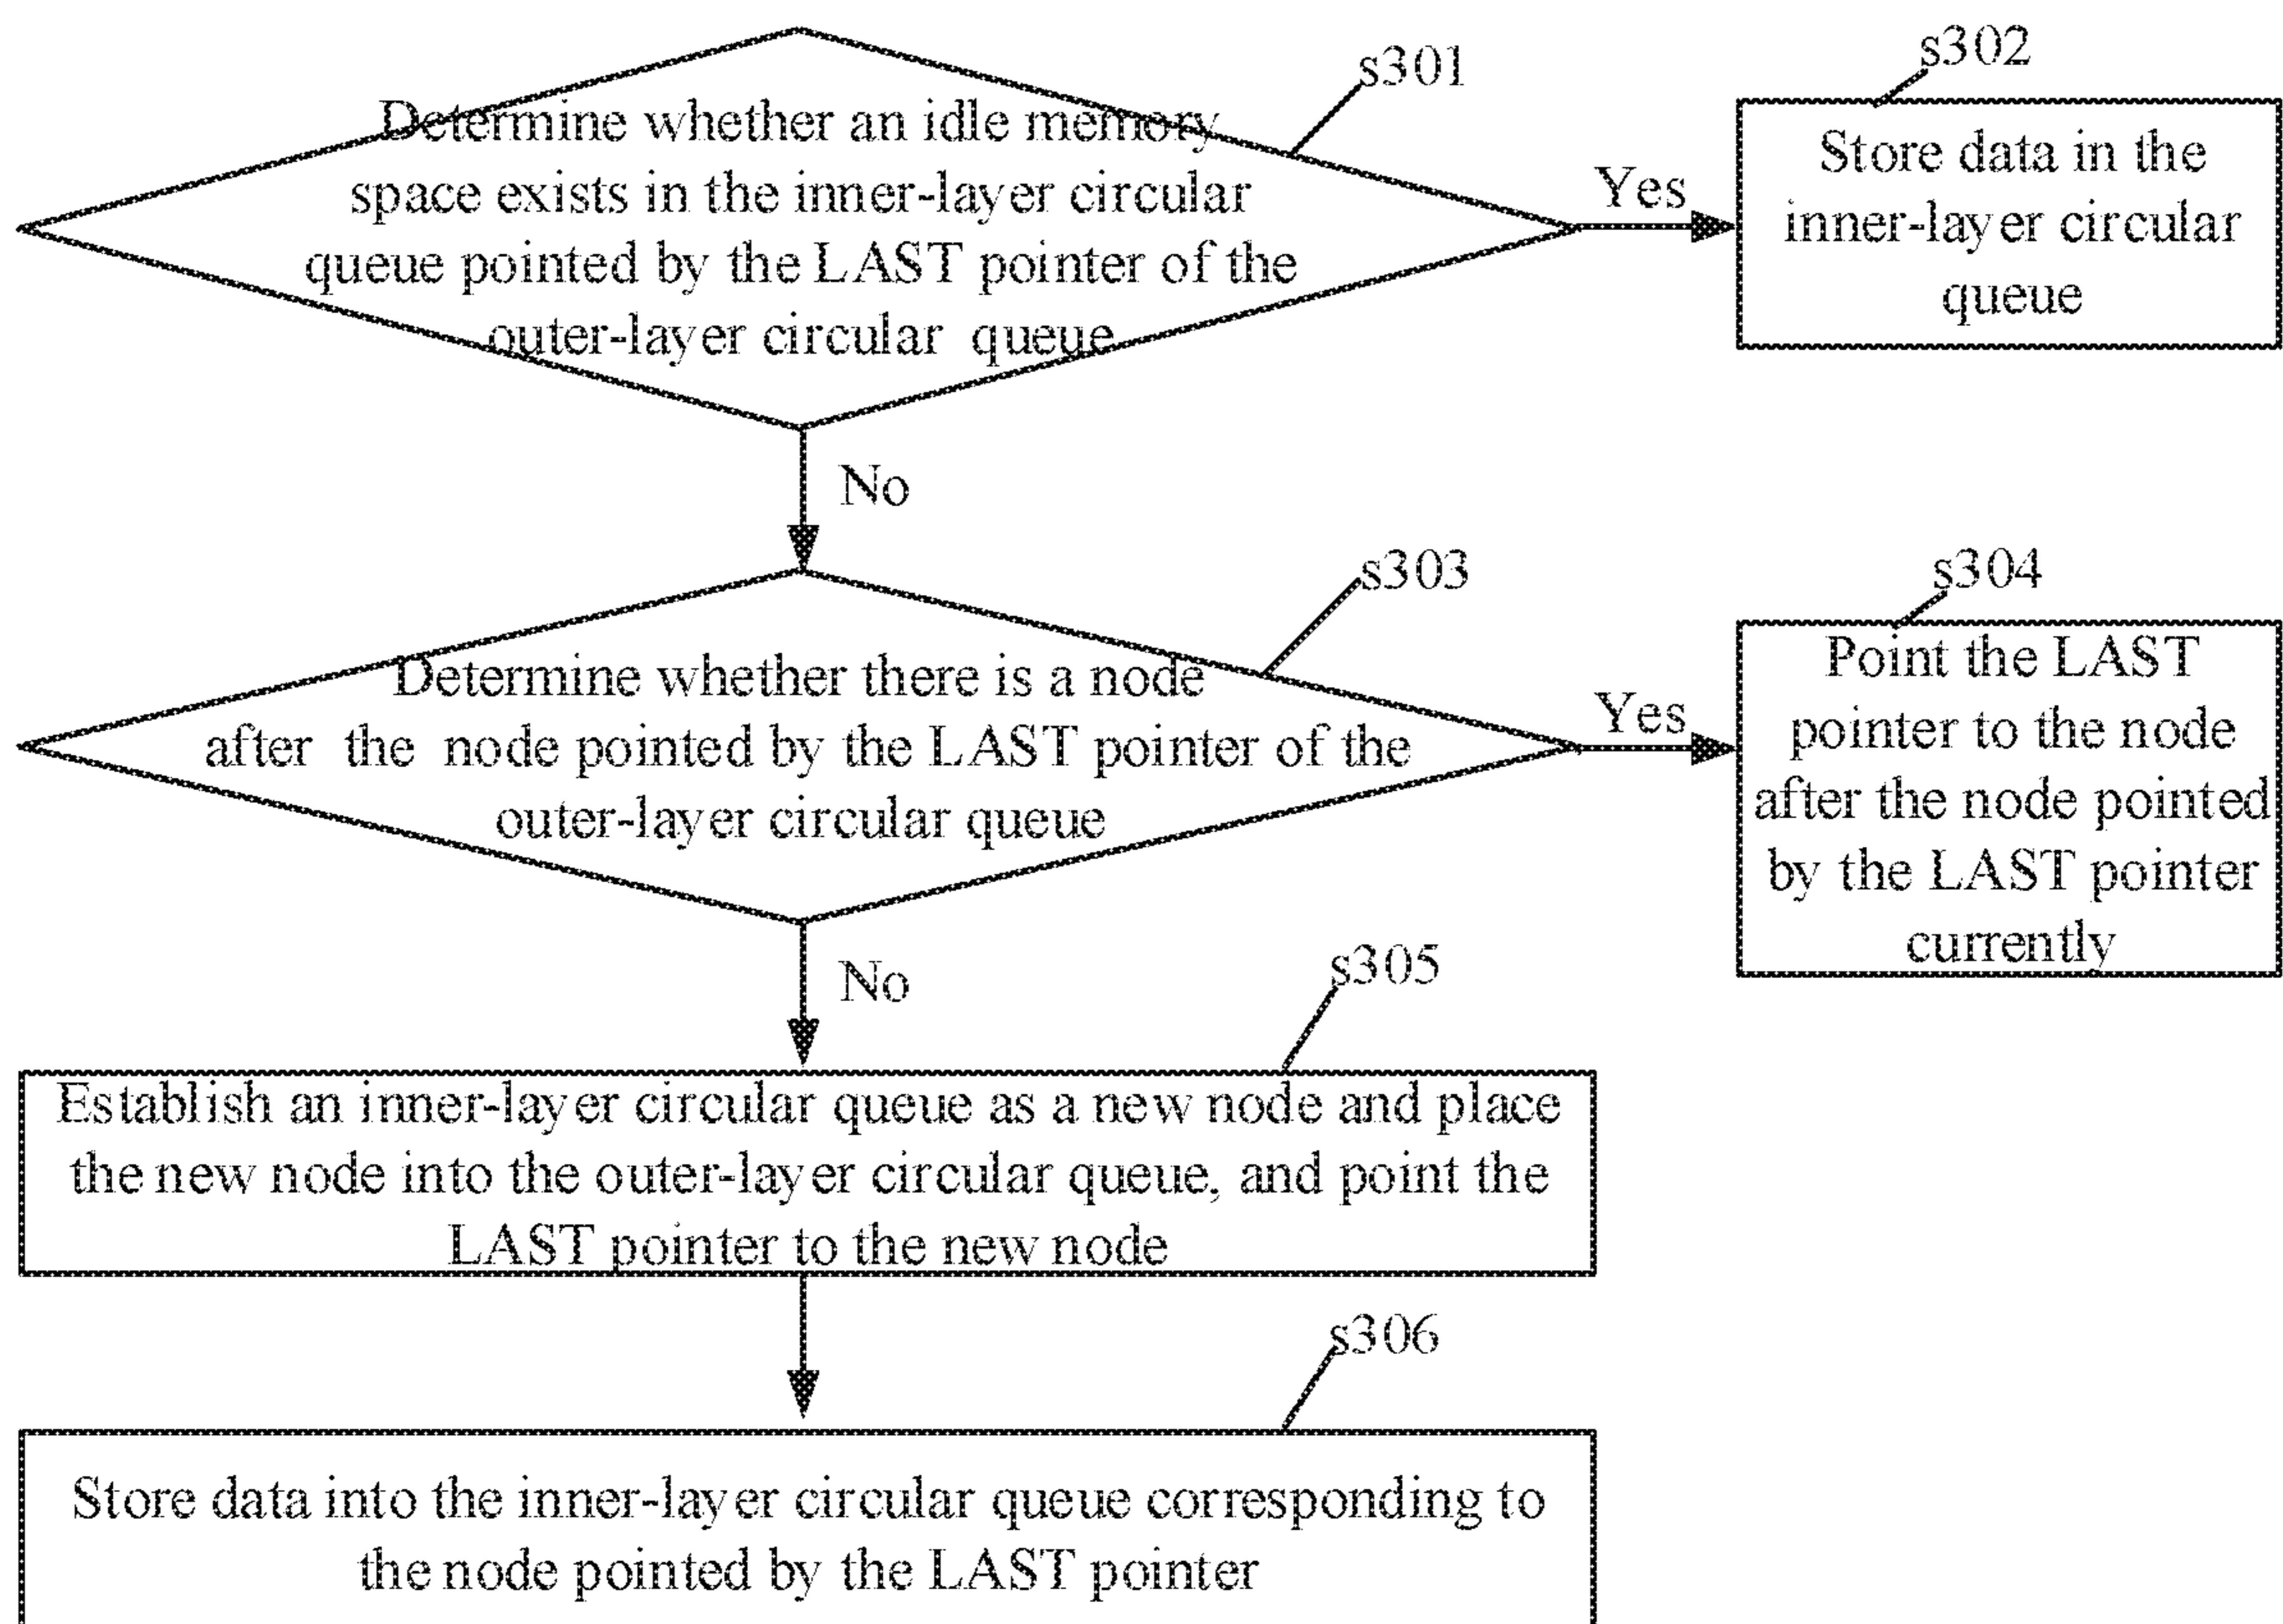 s301
Determine whether an idle memory
space exists in the inner-layer circular
queue pointed by the LAST pointer of the
outer-layer circular queue
Yes
s302
Store data in the
inner-layer circular
queue
No
s303
Determine whether there is a node
after the node pointed by the LAST pointer of the
outer-layer circular queue
Yes
s304
Point the LAST
pointer to the node
after the node pointed
by the LAST pointer
currently
No
s305
Establish an inner-layer circular queue as a new node and place
the new node into the outer-layer circular queue, and point the
LAST pointer to the new node
s306
Store data into the inner-layer circular queue corresponding to
the node pointed by the LAST pointer